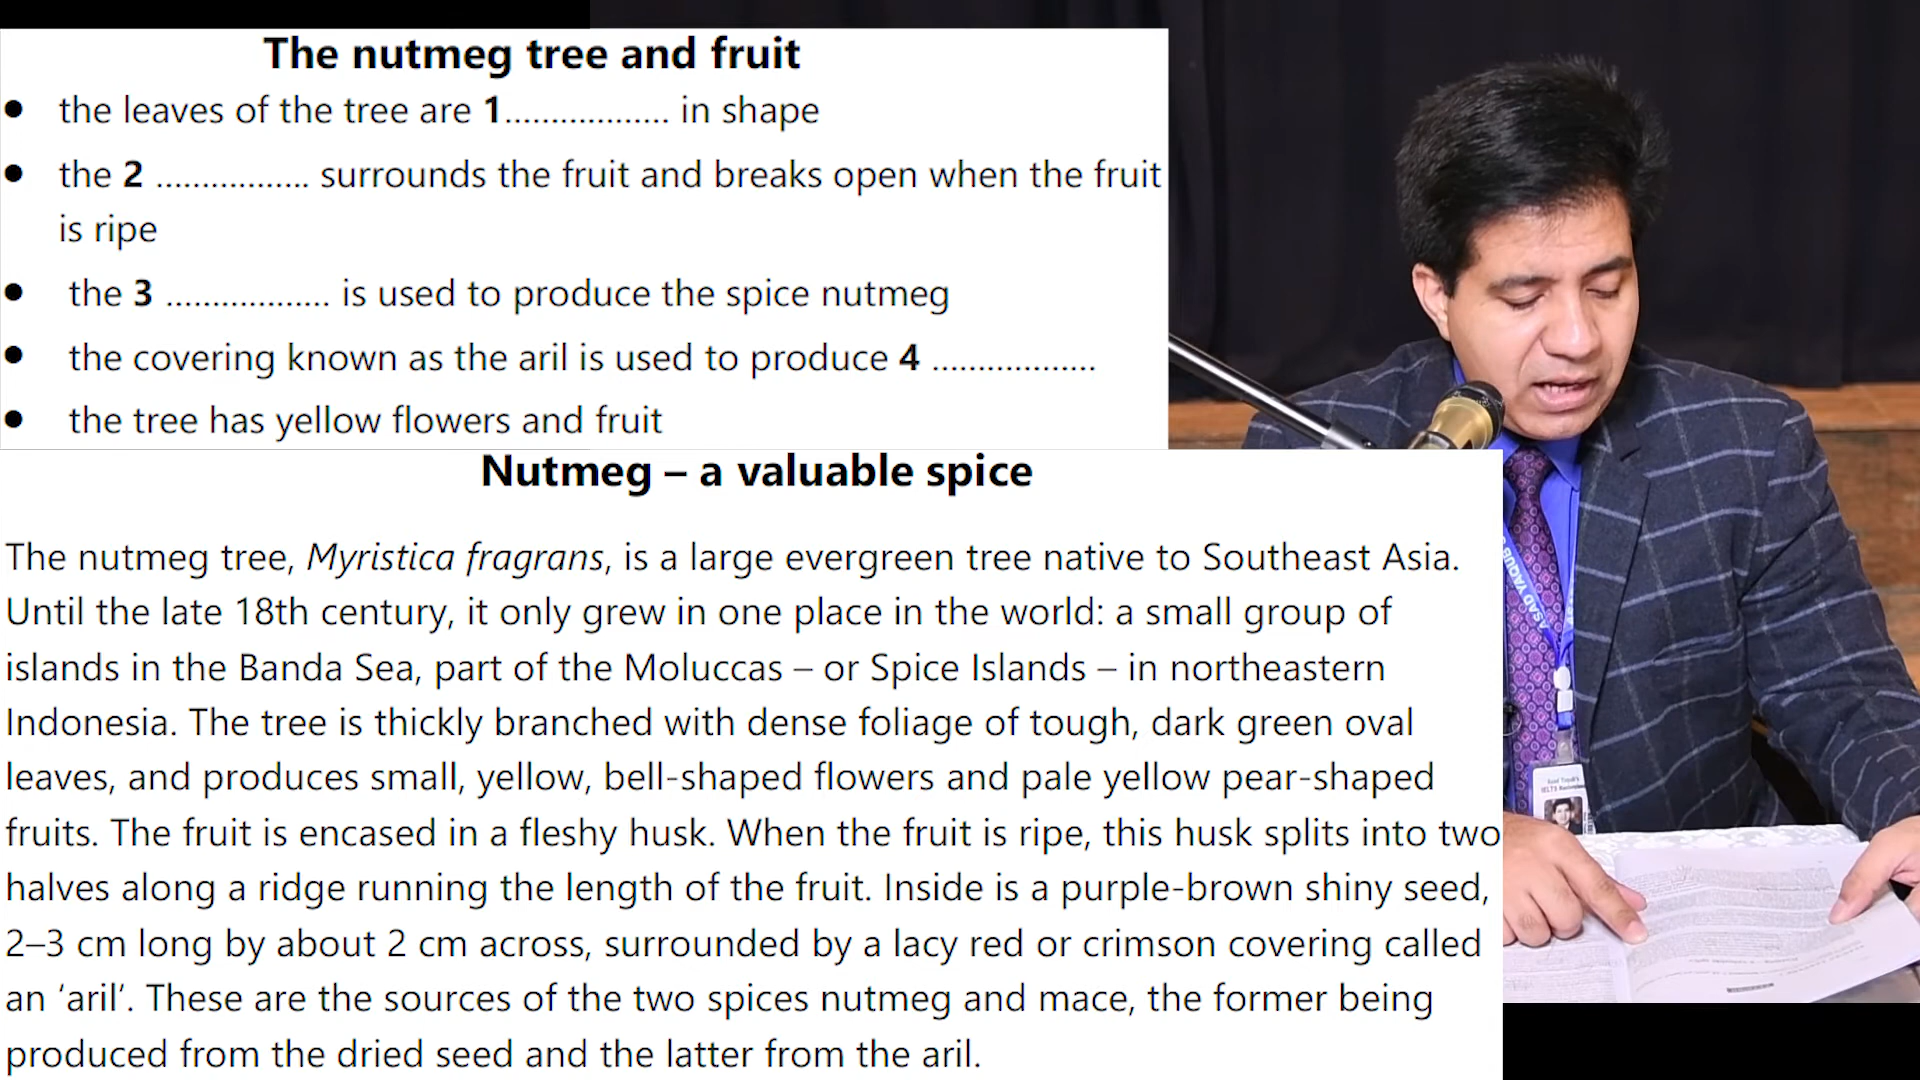 The nutmeg tree and fruit
● the leaves of the tree are 1.................. in shape
● the 2 ................. surrounds the fruit and breaks open when the fruit
is ripe
● the 3 .................. is used to produce the spice nutmeg
● the covering known as the aril is used to produce 4 ..................
● the tree has yellow flowers and fruit
Nutmeg – a valuable spice
The nutmeg tree, Myristica fragrans, is a large evergreen tree native to Southeast Asia.
Until the late 18th century, it only grew in one place in the world: a small group of
islands in the Banda Sea, part of the Moluccas – or Spice Islands – in northeastern
Indonesia. The tree is thickly branched with dense foliage of tough, dark green oval
leaves, and produces small, yellow, bell-shaped flowers and pale yellow pear-shaped
fruits. The fruit is encased in a fleshy husk. When the fruit is ripe, this husk splits into two
halves along a ridge running the length of the fruit. Inside is a purple-brown shiny seed,
2–3 cm long by about 2 cm across, surrounded by a lacy red or crimson covering called
an ‘aril’. These are the sources of the two spices nutmeg and mace, the former being
produced from the dried seed and the latter from the aril.
ASAD YAQUB